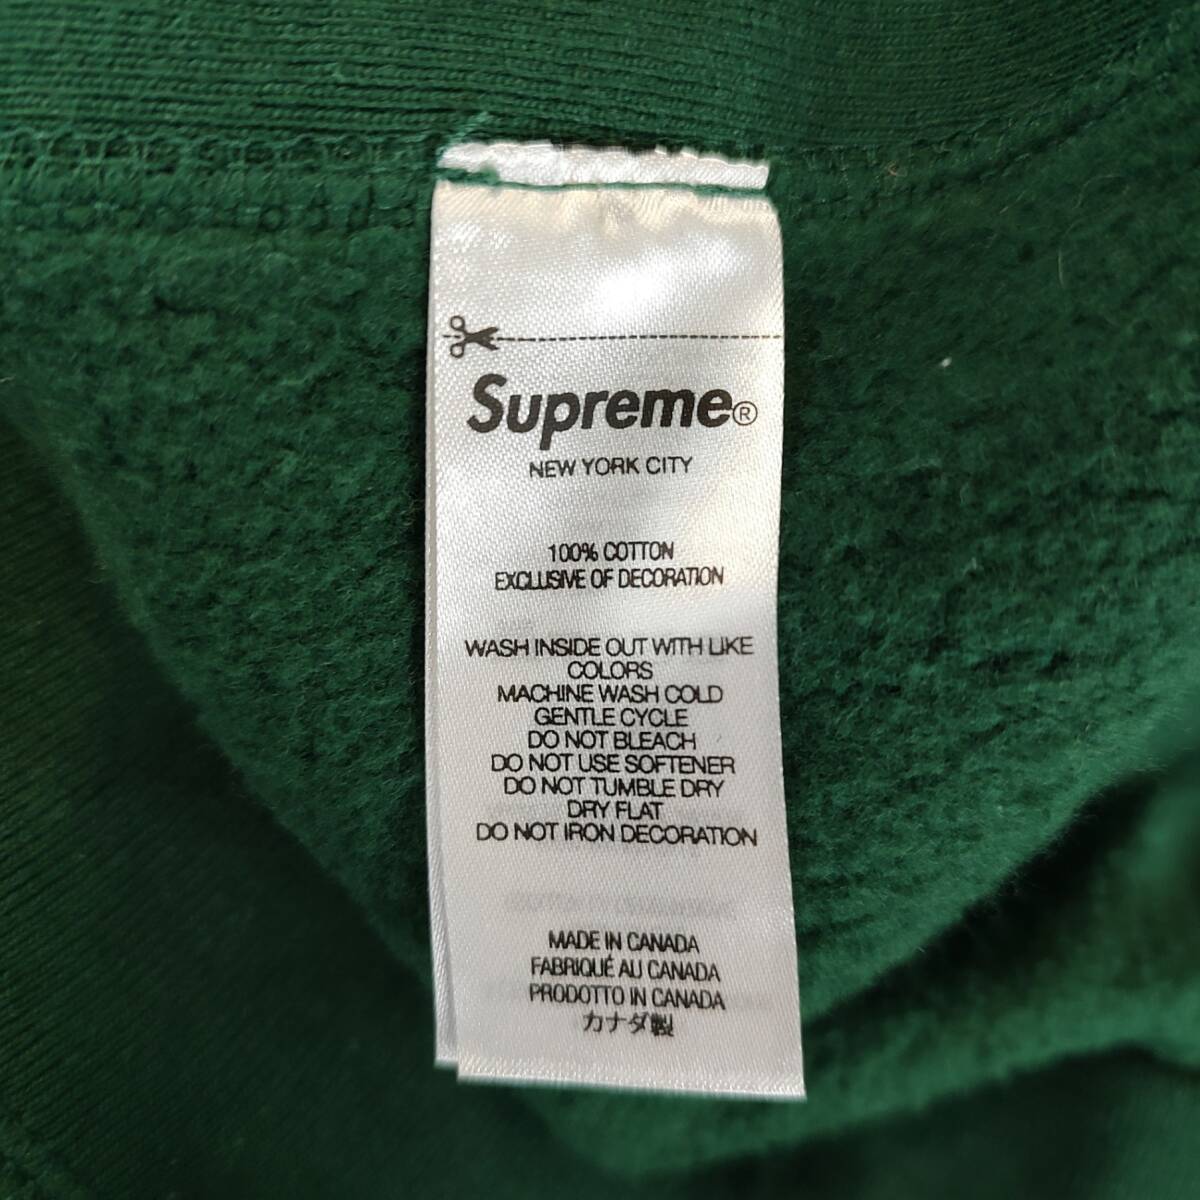 Supreme®
NEW YORK CITY
100% COTTON
EXCLUSIVE OF DECORATION
WASH INSIDE OUT WITH LIKE
COLORS
MACHINE WASH COLD
GENTLE CYCLE
DO NOT BLEACH
DO NOT USE SOFTENER
DO NOT TUMBLE DRY
DRY FLAT
DO NOT IRON DECORATION
MADE IN CANADA
FABRIQUÉ AU CANADA
PRODOTTO IN CANADA
カナダ製